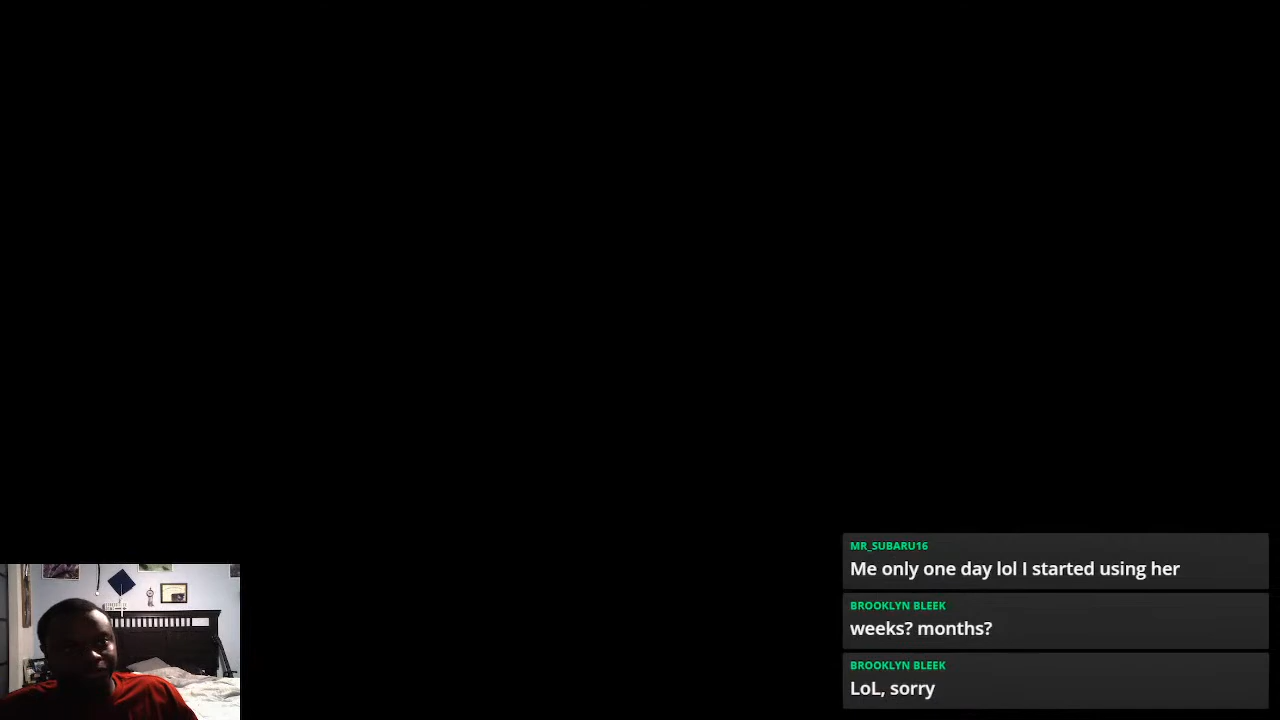 MR_SUBARU16
Me only one day lol I started using her
BROOKLYN BLEEK
weeks? months?
BROOKLYN BLEEK
LoL, sorry